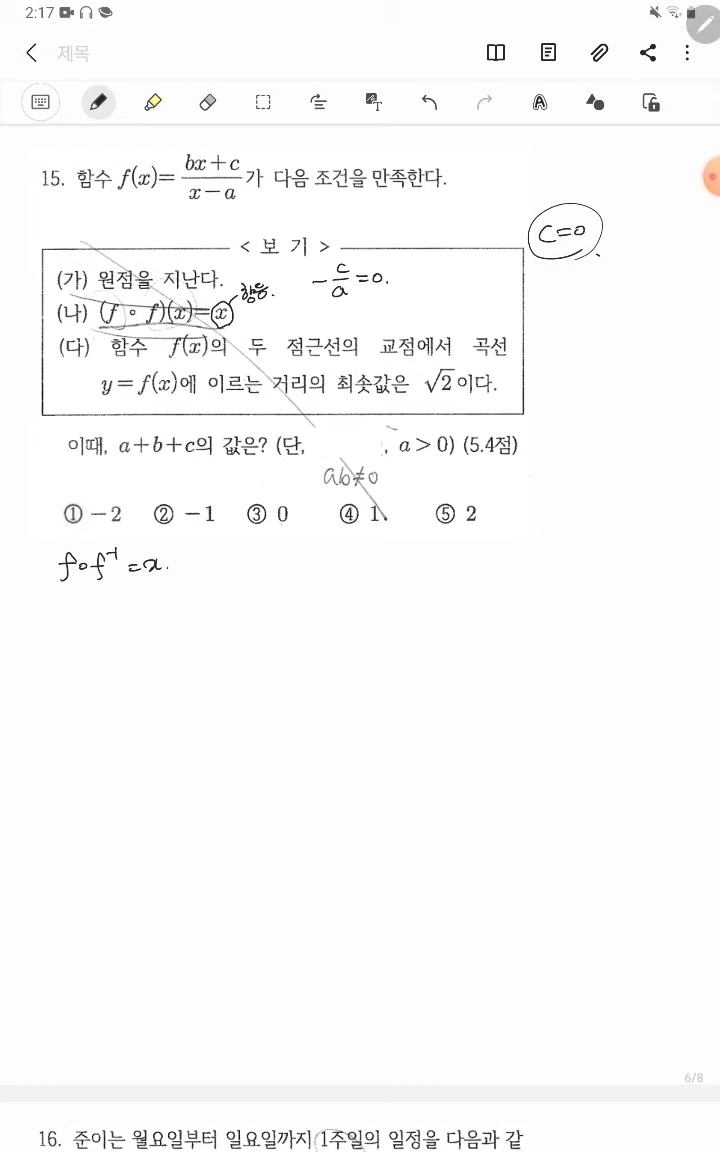 2:17
제목
15. 함수 f(x)= (bx+c)/(x-a) 가 다음 조건을 만족한다.
c=0
< 보 기 >
(가) 원점을 지난다.
-c/a=0.
(나) (f∘f)(x)=x
(다) 함수 f(x)의 두 점근선의 교점에서 곡선
y=f(x)에 이르는 거리의 최솟값은 √2이다.
이때, a+b+c의 값은? (단, , a>0) (5.4점)
ab≠0
① -2 ② -1 ③ 0 ④ 1 ⑤ 2
f∘f⁻¹=x.
6/8
16. 준이는 월요일부터 일요일까지 1주일의 일정을 다음과 같